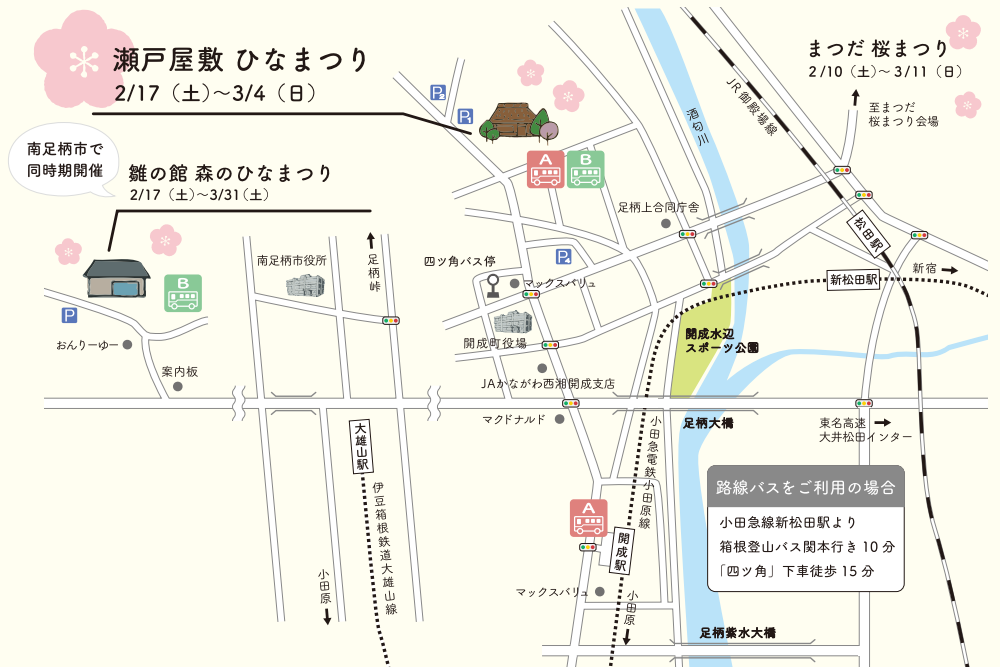 瀬戸屋敷 ひなまつり
2/17（土）〜3/4（日）
南足柄市で
同時期開催
雛の館 森のひなまつり
2/17（土）〜3/31（土）
まつだ 桜まつり
2/10（土）〜3/11（日）
至まつだ
桜まつり会場
P2
P1
A
B
JR御殿場線
酒匂川
足柄上合同庁舎
松田駅
新宿
新松田駅
四ツ角バス停
P4
マックスバリュ
開成町役場
JAかながわ西湘開成支店
マクドナルド
開成水辺
スポーツ公園
足柄大橋
東名高速
大井松田インター
南足柄市役所
足柄峠
B
P
おんりーゆー
案内板
大雄山駅
伊豆箱根鉄道大雄山線
小田原
小田急電鉄小田原線
A
開成駅
マックスバリュ
小田原
足柄紫水大橋
路線バスをご利用の場合
小田急線新松田駅より
箱根登山バス関本行き10分
「四ツ角」下車徒歩15分